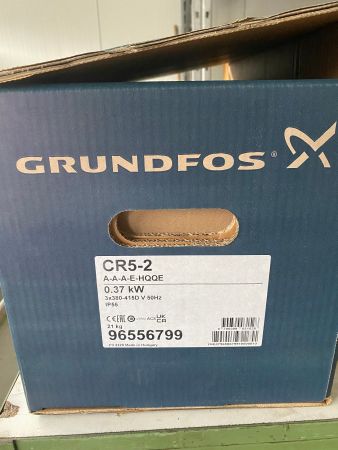 GRUNDFOS
CR5-2
A-A-A-E-HQQE
0.37 kW
3x380-415D V 50Hz
IP55
21 kg
96556799
Made in Hungary